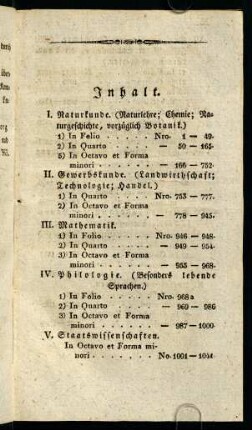 Inhalt.
I. Naturkunde. (Naturlehre; Chemie; Na-
turgeschichte, vorzüglich Botanik.)
1) In Folio . . . . . Nro. 1 — 49.
2) In Quarto . . . . — 50 — 165.
3) In Octavo et Forma
minori . . . . . — 166 — 752.
II. Gewerbskunde. (Landwirthschaft;
Technologie; Handel.)
1) In Quarto . . . . Nro. 753 — 777.
2) In Octavo et Forma
minori . . . . . — 778 — 945.
III. Mathematik.
1) In Folio . . . . . Nro. 946 — 948.
2) In Quarto . . . . — 949 — 954.
3) In Octavo et Forma
minori . . . . . — 955 — 968.
IV. Philologie. (Besonders lebende
Sprachen.)
1) In Folio . . . . . Nro. 968a
2) In Quarto . . . . — 960 — 986
3) In Octavo et Forma
minori . . . . . — 987 — 1000.
V. Staatswissenschaften.
In Octavo et Forma mi-
nori . . . . . No. 1001 — 1041